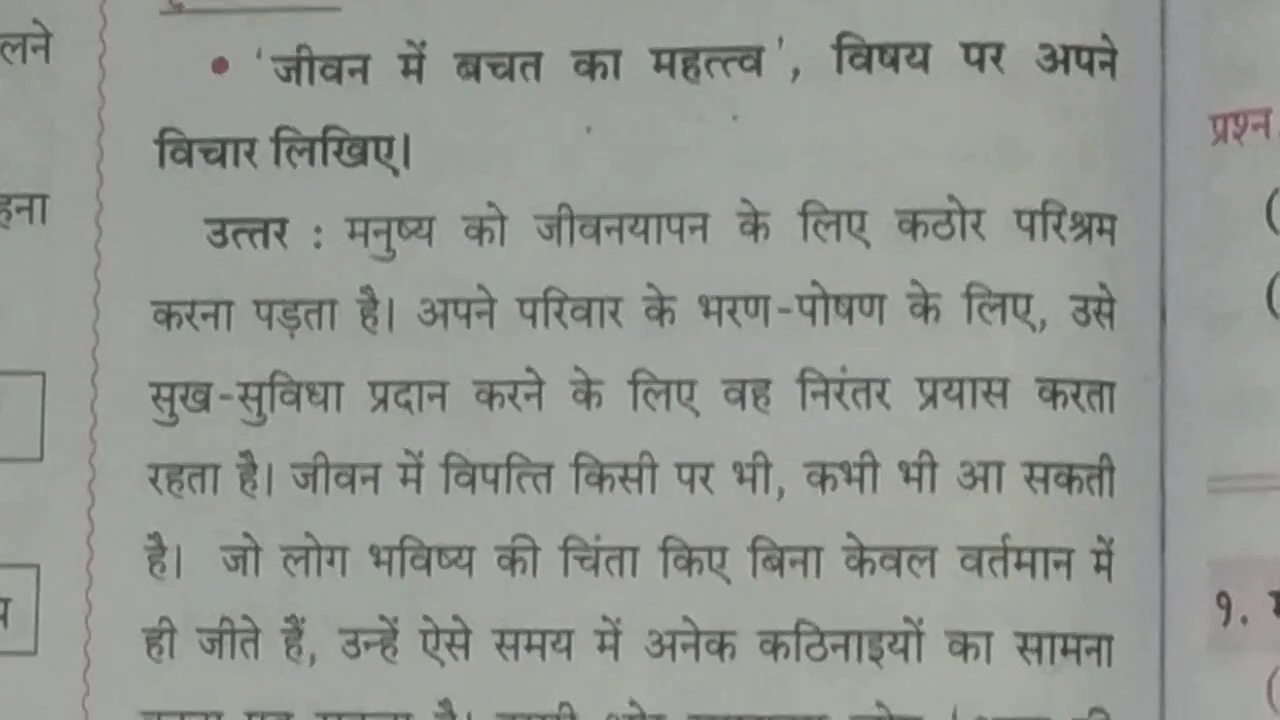 लने
हना
• 'जीवन में बचत का महत्त्व', विषय पर अपने
विचार लिखिए।
उत्तर : मनुष्य को जीवनयापन के लिए कठोर परिश्रम
करना पड़ता है। अपने परिवार के भरण-पोषण के लिए, उसे
सुख-सुविधा प्रदान करने के लिए वह निरंतर प्रयास करता
रहता है। जीवन में विपत्ति किसी पर भी, कभी भी आ सकती
है। जो लोग भविष्य की चिंता किए बिना केवल वर्तमान में
ही जीते हैं, उन्हें ऐसे समय में अनेक कठिनाइयों का सामना
प्रश्न
(
(
१.